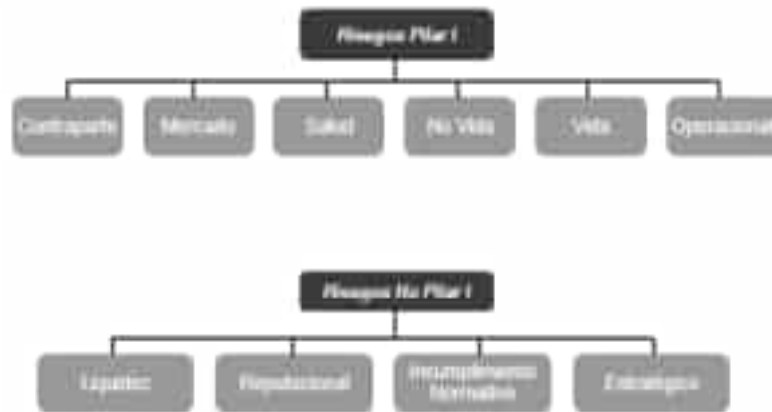 Riesgos Pilar I
Contraparte
Mercado
Salud
No Vida
Vida
Operacional
Riesgos No Pilar I
Liquidez
Reputacional
Incumplimiento
Normativo
Estratégico